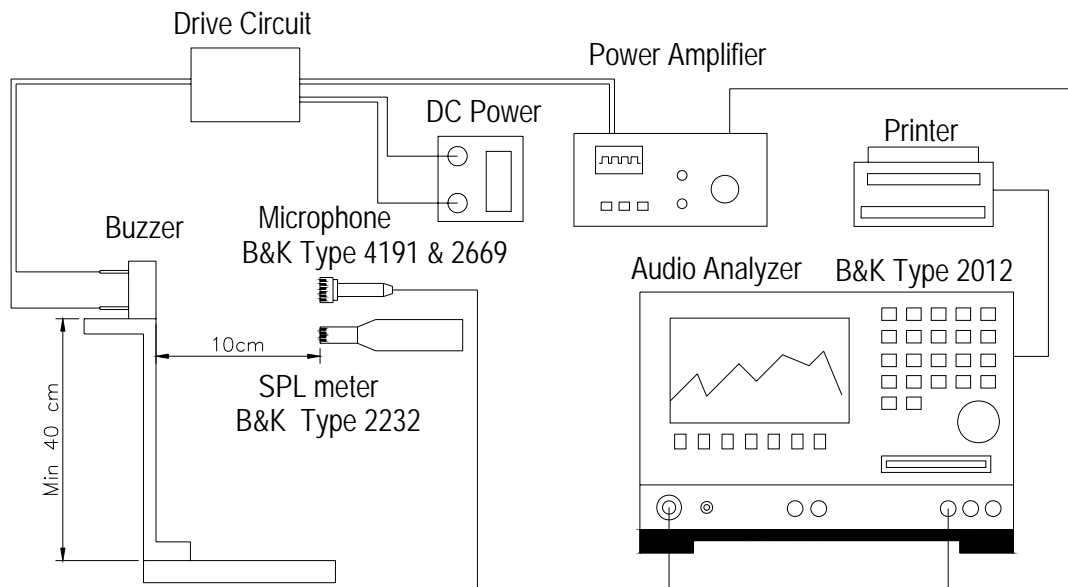 Drive Circuit
Power Amplifier
DC Power
Printer
Buzzer
Microphone
B&K Type 4191 & 2669
Audio Analyzer
B&K Type 2012
10cm
SPL meter
B&K Type 2232
Min 40 cm